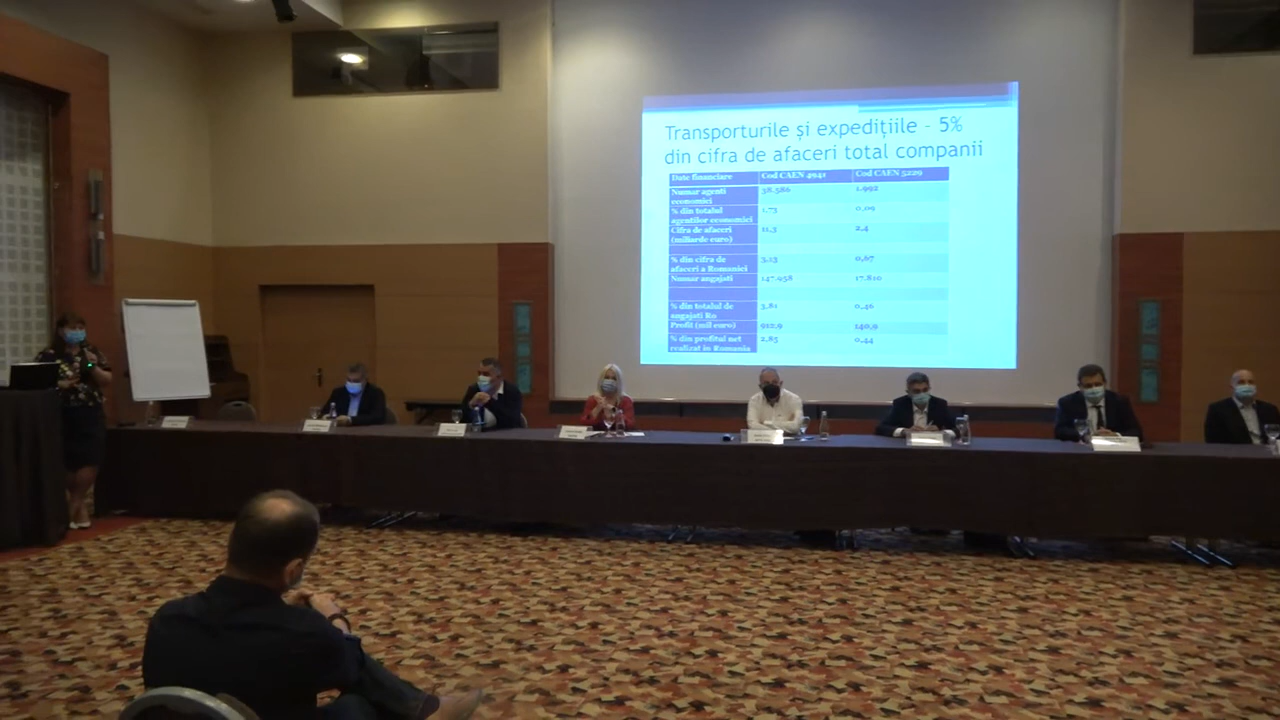 Transporturile și expedițiile - 5%
din cifra de afaceri total companii
Date financiare Cod CAEN 4941 Cod CAEN 5229
Numar agenti economici 38.586 1.992
% din totalul agentilor economici 1,73 0,09
Cifra de afaceri (miliarde euro) 11,3 2,4
% din cifra de afaceri a Romaniei 3,13 0,67
Numar angajati 147.958 17.810
% din totalul de angajati Ro 3,81 0,46
Profit (mil euro) 912,9 140,9
% din profitul net realizat in Romania 2,85 0,44